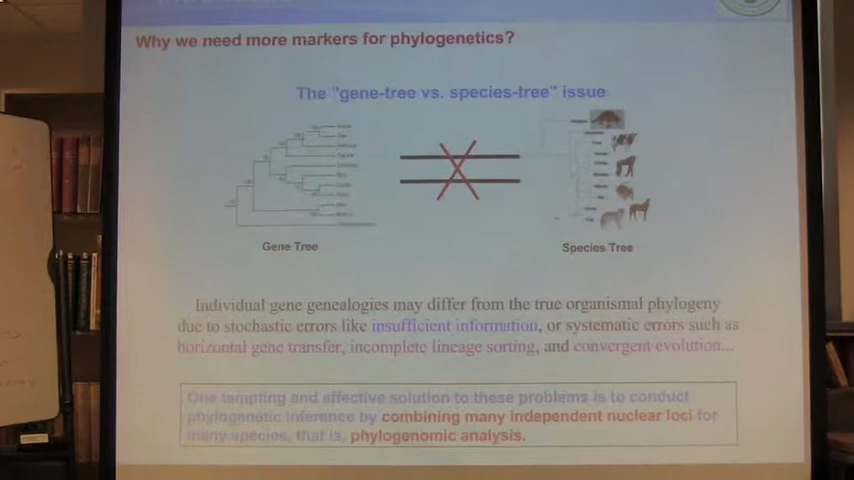 Why we need more markers for phylogenetics?
The "gene-tree vs. species-tree" issue
Gene Tree
Species Tree
Individual gene genealogies may differ from the true organismal phylogeny
due to stochastic errors like insufficient information, or systematic errors such as
horizontal gene transfer, incomplete lineage sorting, and convergent evolution...
One tempting and effective solution to these problems is to conduct
phylogenetic inference by combining many independent nuclear loci for
many species, that is, phylogenomic analysis.